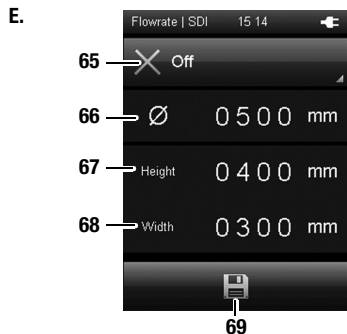 E.
Flowrate | SDI 15 14
65 Off
66 Ø 0500 mm
67 Height 0400 mm
68 Width 0300 mm
69